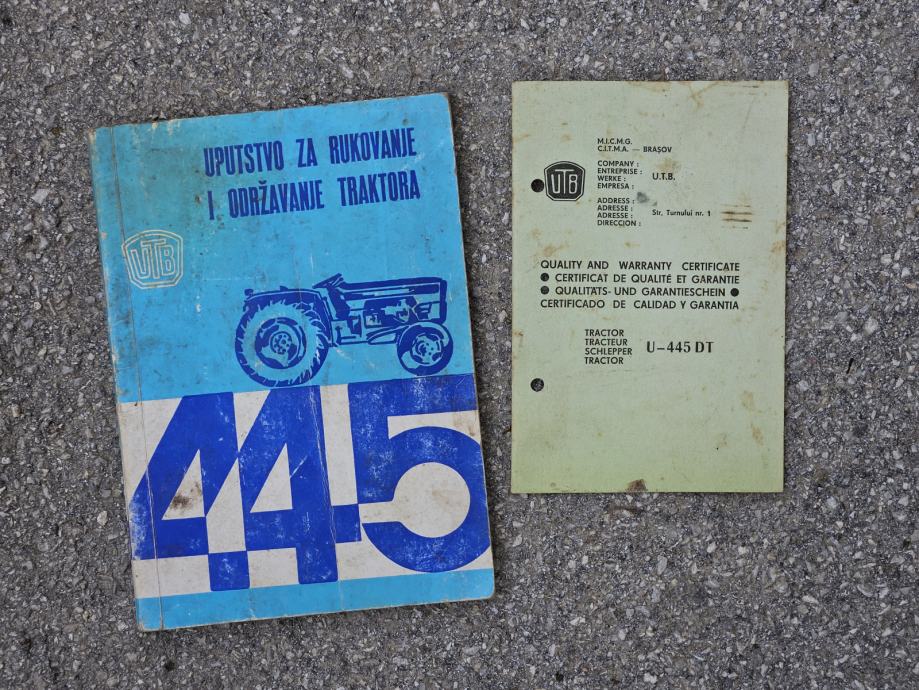 UPUTSTVO ZA RUKOVANJE
I ODRŽAVANJE TRAKTORA
UTB
445
M.I.C.M.G.
C.I.T.M.A. — BRAȘOV
UTB
COMPANY :
ENTREPRISE :
WERKE :
EMPRESA :
U.T.B.
ADDRESS :
ADRESSE :
ADRESSE :
DIRECCION :
Str. Turnului nr. 1
QUALITY AND WARRANTY CERTIFICATE
● CERTIFICAT DE QUALITÉ ET GARANTIE
● QUALITATS- UND GARANTIESCHEIN ●
CERTIFICADO DE CALIDAD Y GARANTIA
TRACTOR
TRACTEUR
SCHLEPPER
TRACTOR
U-445 DT